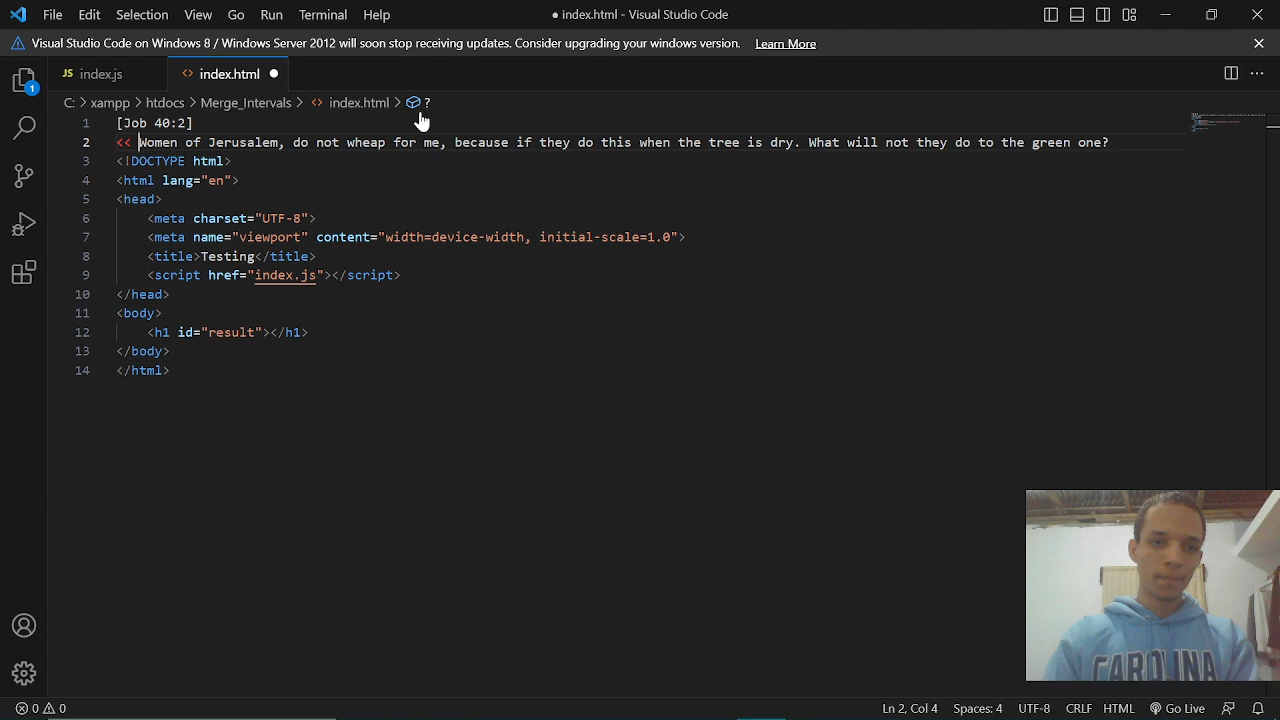 File Edit Selection View Go Run Terminal Help ● index.html - Visual Studio Code
Visual Studio Code on Windows 8 / Windows Server 2012 will soon stop receiving updates. Consider upgrading your windows version. Learn More
1
JS index.js <> index.html ●
C: > xampp > htdocs > Merge_Intervals > <> index.html > ?
1 [Job 40:2]
2 << Women of Jerusalem, do not wheap for me, because if they do this when the tree is dry. What will not they do to the green one?
3 <!DOCTYPE html>
4 <html lang="en">
5 <head>
6 <meta charset="UTF-8">
7 <meta name="viewport" content="width=device-width, initial-scale=1.0">
8 <title>Testing</title>
9 <script href="index.js"></script>
10 </head>
11 <body>
12 <h1 id="result"></h1>
13 </body>
14 </html>
CAROLINA
0 0 Ln 2, Col 4 Spaces: 4 UTF-8 CRLF HTML Go Live